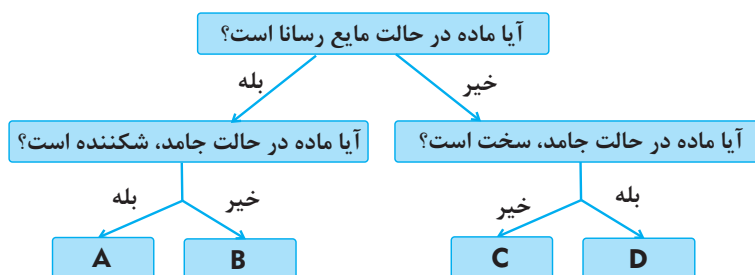 آیا ماده در حالت مایع رسانا است؟
خیر
بله
آیا ماده در حالت جامد، سخت است؟
آیا ماده در حالت جامد، شکننده است؟
بله
خیر
خیر
بله
D
C
B
A